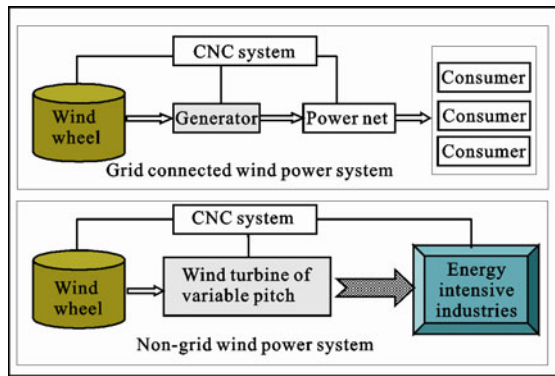 CNC system
Consumer
Wind
wheel
Generator
Power net
Consumer
Consumer
Grid connected wind power system
CNC system
Wind
wheel
Wind turbine of
variable pitch
Energy
intensive
industries
Non-grid wind power system